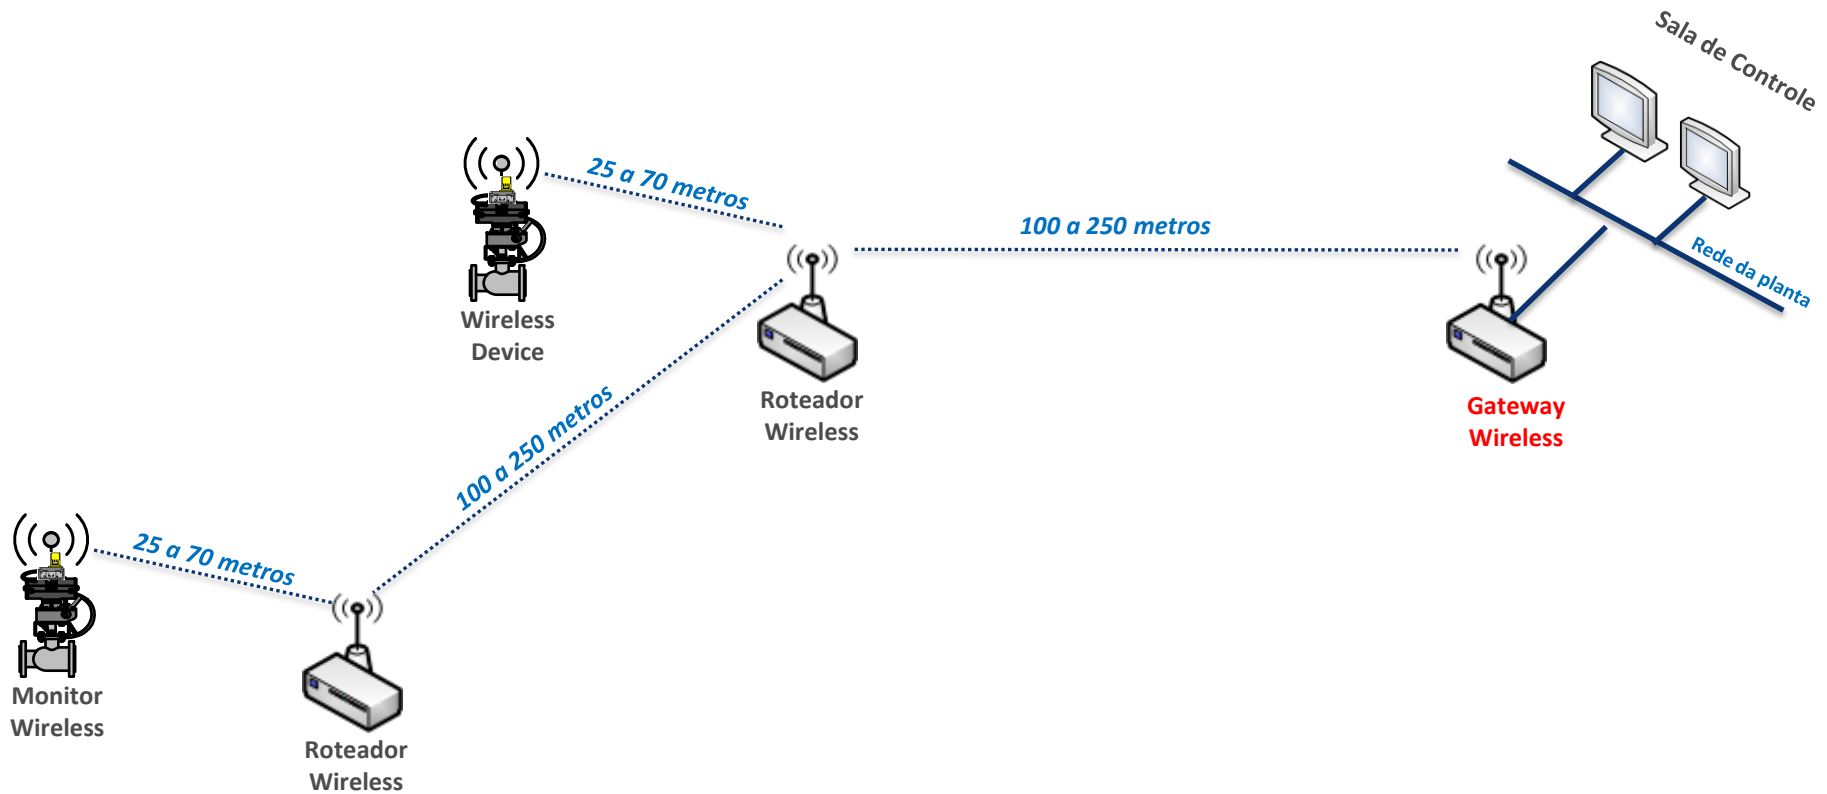 Sala de Controle
25 a 70 metros
100 a 250 metros
Rede da planta
Wireless
Device
Roteador
Wireless
Gateway
Wireless
100 a 250 metros
25 a 70 metros
Monitor
Wireless
Roteador
Wireless